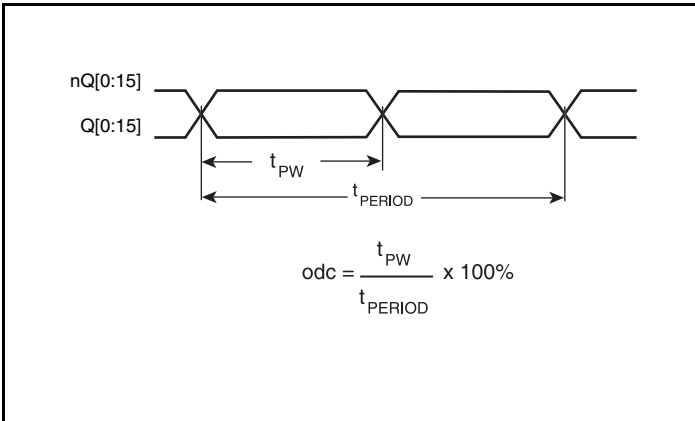 nQ[0:15]
Q[0:15]
tPW
tPERIOD
odc = tPW / tPERIOD x 100%